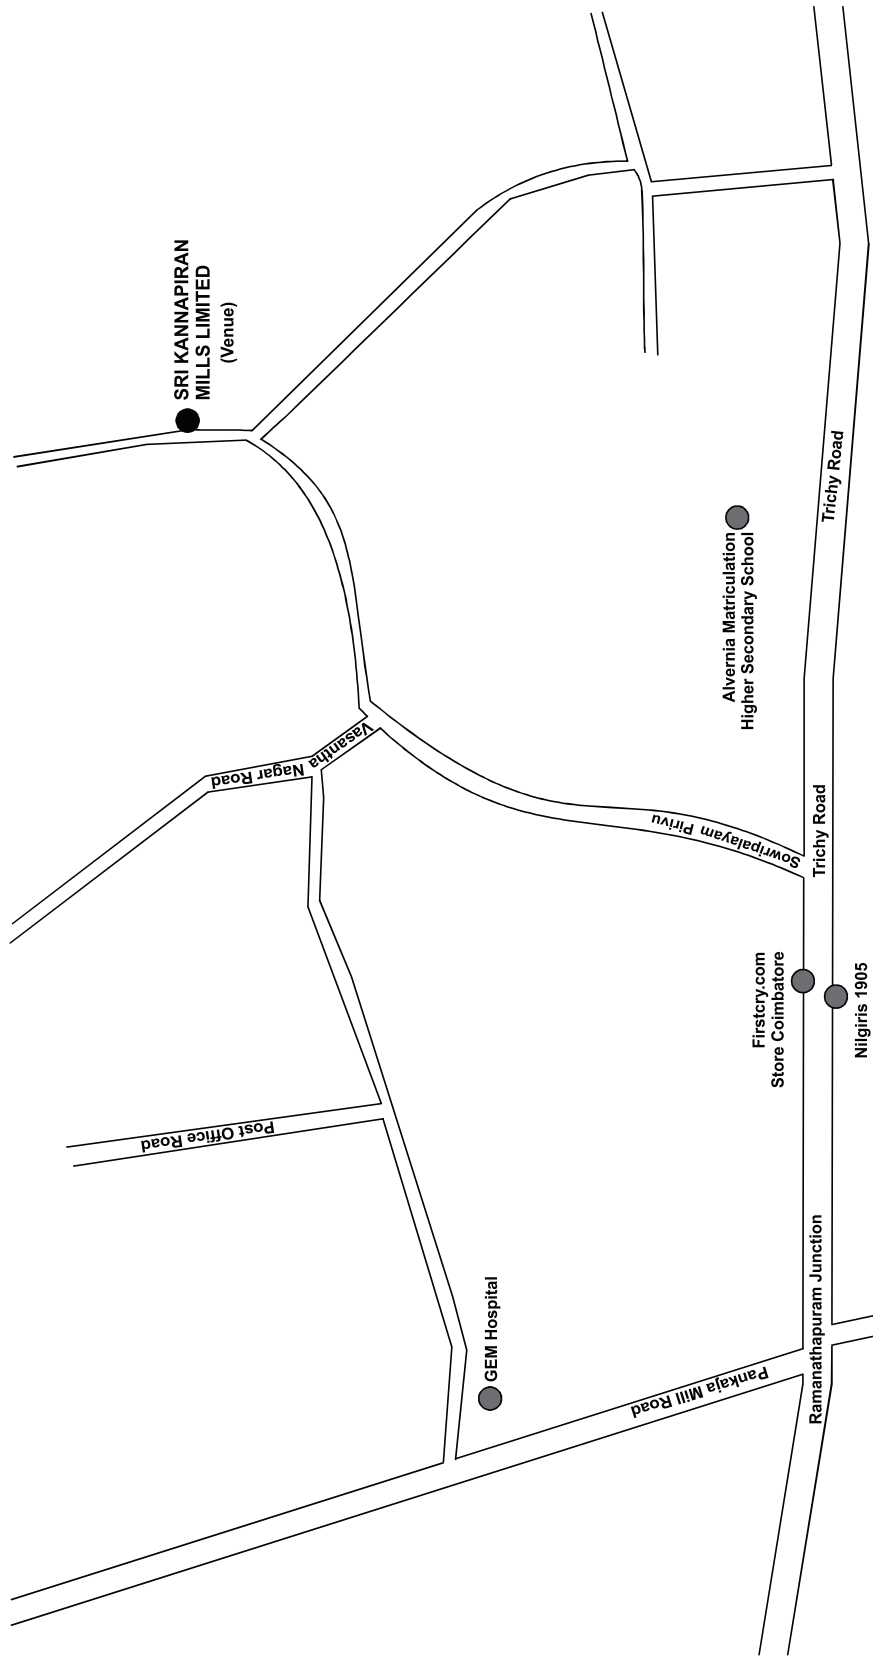 SRI KANNAPIRAN
MILLS LIMITED
(Venue)
Vasantha Nagar Road
Post Office Road
GEM Hospital
Pankaja Mill Road
Sowripalayam Pirivu
Alvernia Matriculation
Higher Secondary School
Firstcry.com
Store Coimbatore
Ramanathapuram Junction
Trichy Road
Trichy Road
Nilgiris 1905